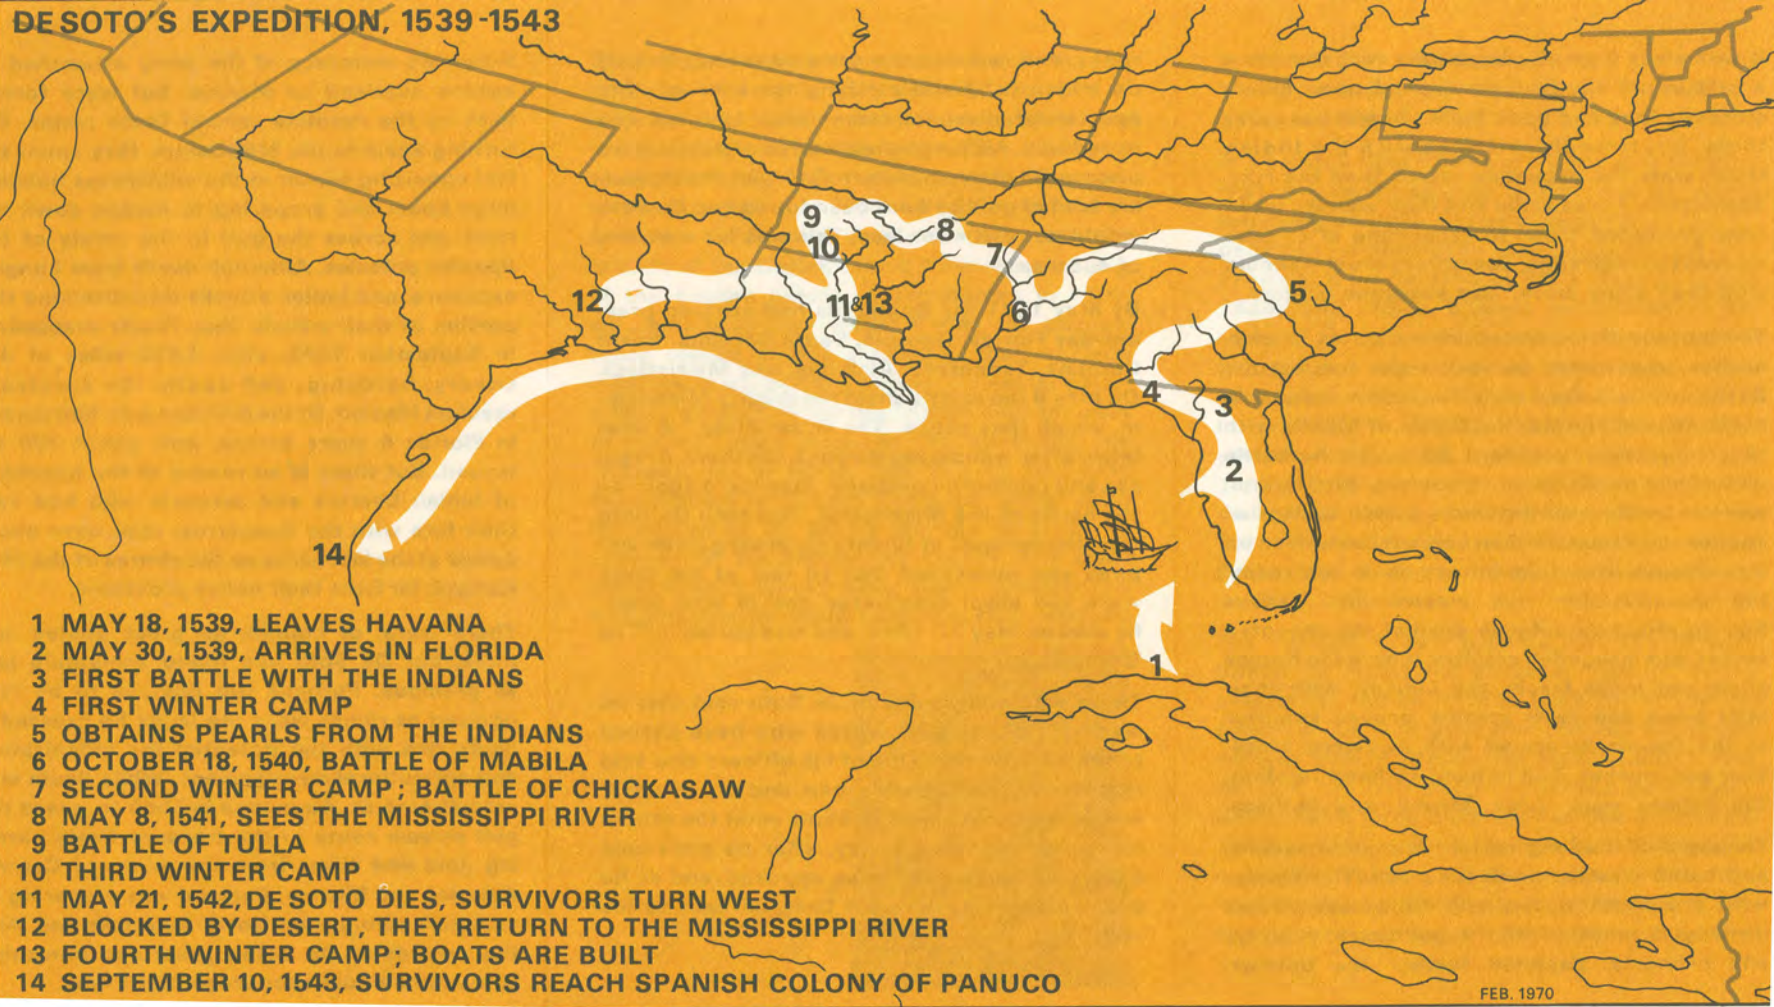 DE SOTO'S EXPEDITION, 1539-1543
9
10
8
7
12
11 & 13
6
5
4
3
2
14
1
1 MAY 18, 1539, LEAVES HAVANA
2 MAY 30, 1539, ARRIVES IN FLORIDA
3 FIRST BATTLE WITH THE INDIANS
4 FIRST WINTER CAMP
5 OBTAINS PEARLS FROM THE INDIANS
6 OCTOBER 18, 1540, BATTLE OF MABILA
7 SECOND WINTER CAMP; BATTLE OF CHICKASAW
8 MAY 8, 1541, SEES THE MISSISSIPPI RIVER
9 BATTLE OF TULLA
10 THIRD WINTER CAMP
11 MAY 21, 1542, DE SOTO DIES, SURVIVORS TURN WEST
12 BLOCKED BY DESERT, THEY RETURN TO THE MISSISSIPPI RIVER
13 FOURTH WINTER CAMP; BOATS ARE BUILT
14 SEPTEMBER 10, 1543, SURVIVORS REACH SPANISH COLONY OF PANUCO
FEB. 1970